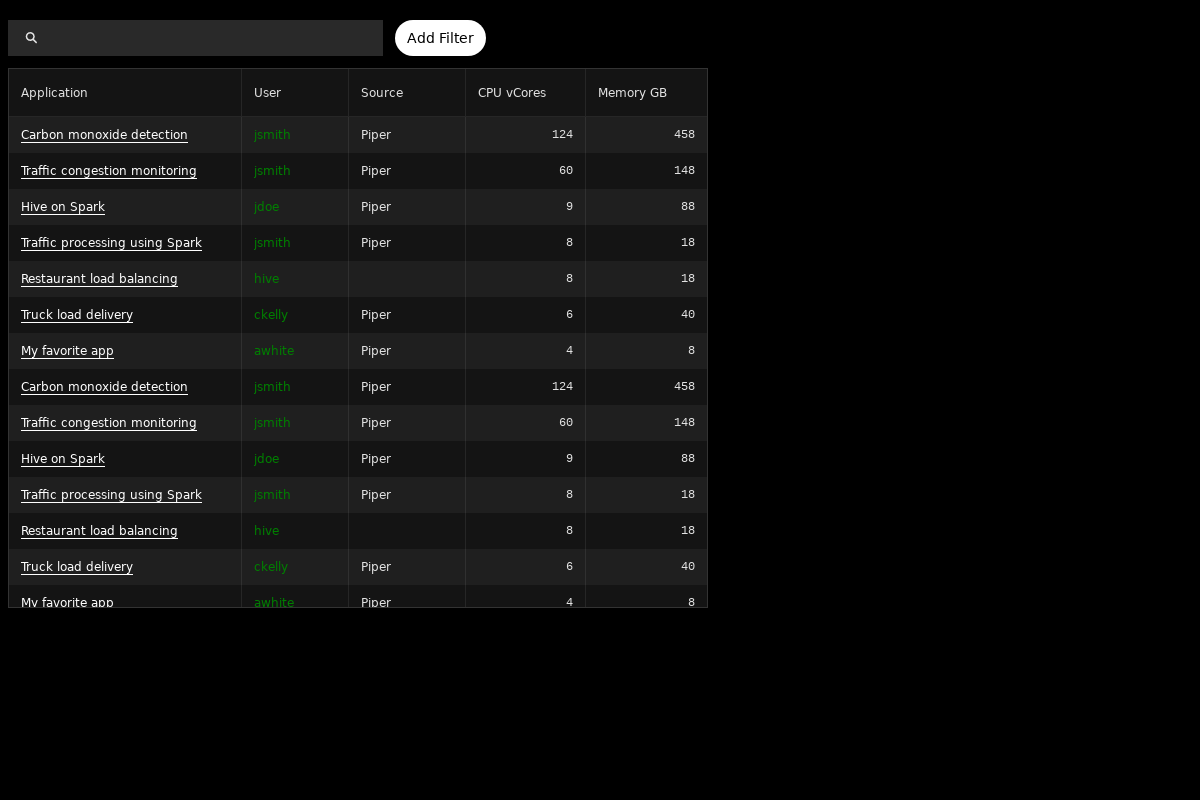 Add Filter
Application User Source CPU vCores Memory GB
Carbon monoxide detection jsmith Piper 124 458
Traffic congestion monitoring jsmith Piper 60 148
Hive on Spark jdoe Piper 9 88
Traffic processing using Spark jsmith Piper 8 18
Restaurant load balancing hive 8 18
Truck load delivery ckelly Piper 6 40
My favorite app awhite Piper 4 8
Carbon monoxide detection jsmith Piper 124 458
Traffic congestion monitoring jsmith Piper 60 148
Hive on Spark jdoe Piper 9 88
Traffic processing using Spark jsmith Piper 8 18
Restaurant load balancing hive 8 18
Truck load delivery ckelly Piper 6 40
My favorite app awhite Piper 4 8